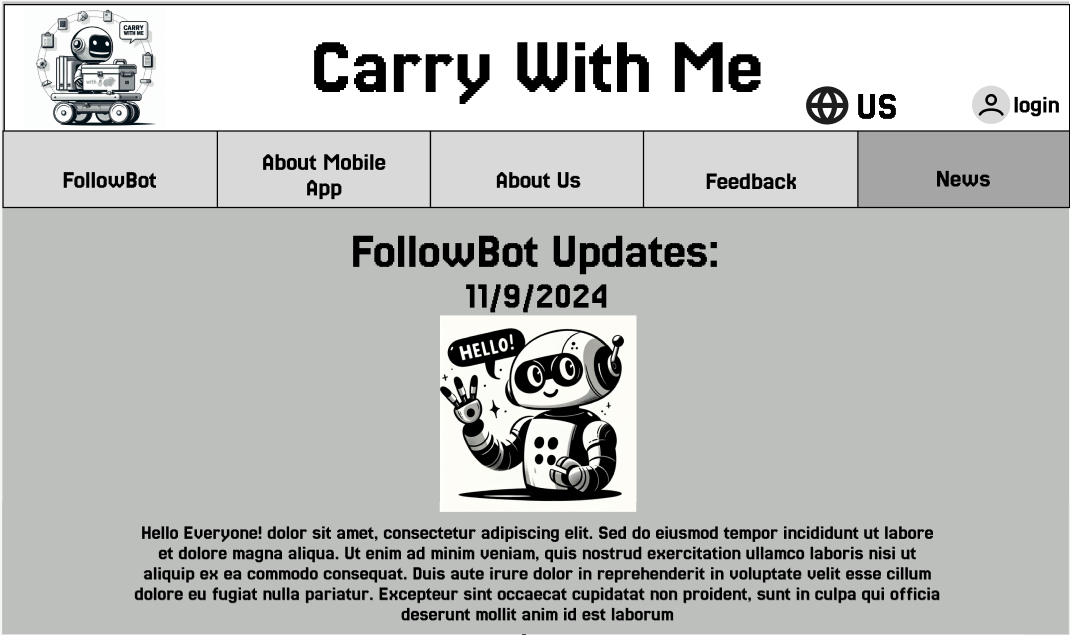 CARRY
WITH ME
Carry With Me
US
login
FollowBot
About Mobile
App
About Us
Feedback
News
FollowBot Updates:
11/9/2024
HELLO!
Hello Everyone! dolor sit amet, consectetur adipiscing elit. Sed do eiusmod tempor incididunt ut labore
et dolore magna aliqua. Ut enim ad minim veniam, quis nostrud exercitation ullamco laboris nisi ut
aliquip ex ea commodo consequat. Duis aute irure dolor in reprehenderit in voluptate velit esse cillum
dolore eu fugiat nulla pariatur. Excepteur sint occaecat cupidatat non proident, sunt in culpa qui officia
deserunt mollit anim id est laborum